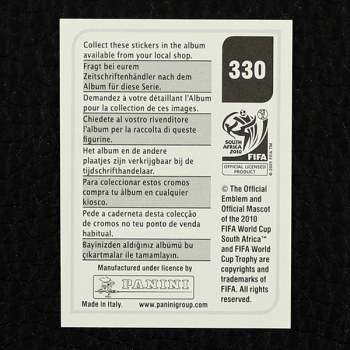 Collect these stickers in the album
available from your local shop.
Fragt bei eurem
Zeitschriftenhändler nach dem
Album für diese Serie.
Demandez à votre détaillant l'Album
pour la collection de ces images.
Chiedete al vostro rivenditore
l'album per la raccolta di queste
figurine.
Het album en de andere
plaatjes zijn verkrijgbaar bij de
tijdschrifthandelaar.
Para coleccionar estos cromos
compra tu álbum en cualquier
kiosco.
Pede a caderneta desta colecção
de cromos no teu ponto de venda
habitual.
Bayinizden aldığınız albümü bu
çıkartmalar ile tamamlayın.
Manufactured under licence by
PANINI
Made in Italy. www.paninigroup.com
330
SOUTH AFRICA
2010
FIFA
OFFICIAL LICENSED
PRODUCT
© 2005 FIFA TM
© The Official
Emblem and
Official Mascot
of the 2010
FIFA World Cup
South Africa™
and FIFA World
Cup Trophy are
copyrights and
trademarks of
FIFA. All rights
reserved.